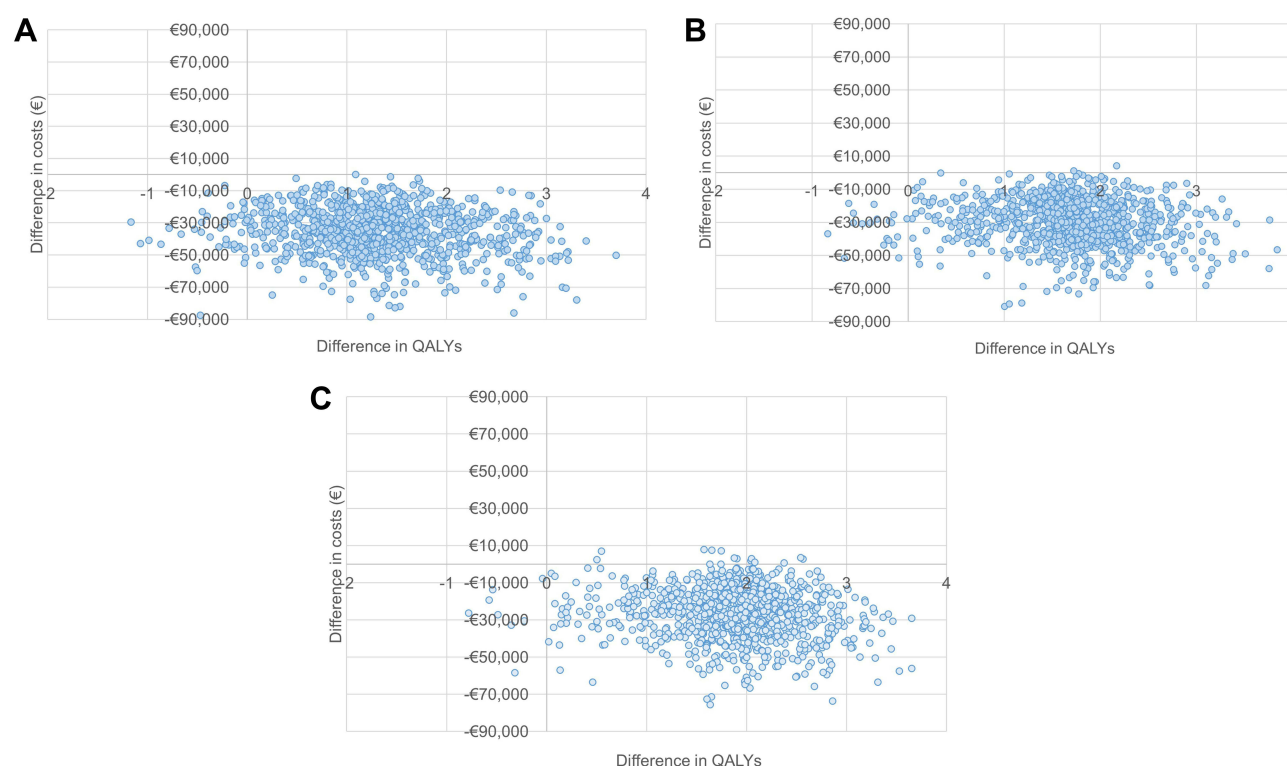 A
Difference in costs (€)
€90,000
€70,000
€50,000
€30,000
€10,000
-€10,000
-€30,000
-€50,000
-€70,000
-€90,000
-2 -1 0 1 2 3 4
Difference in QALYs
B
Difference in costs (€)
€90,000
€70,000
€50,000
€30,000
€10,000
-€10,000
-€30,000
-€50,000
-€70,000
-€90,000
-2 -1 0 1 2 3
Difference in QALYs
C
Difference in costs (€)
€90,000
€70,000
€50,000
€30,000
€10,000
-€10,000
-€30,000
-€50,000
-€70,000
-€90,000
-2 -1 0 1 2 3 4
Difference in QALYs